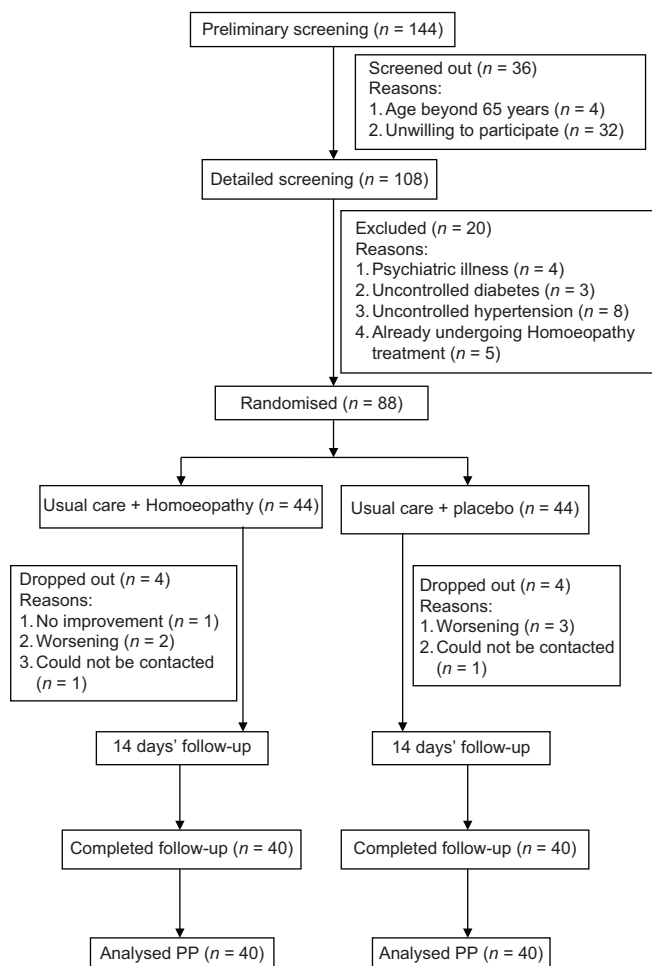 Preliminary screening (n = 144)
Screened out (n = 36)
Reasons:
1. Age beyond 65 years (n = 4)
2. Unwilling to participate (n = 32)
Detailed screening (n = 108)
Excluded (n = 20)
Reasons:
1. Psychiatric illness (n = 4)
2. Uncontrolled diabetes (n = 3)
3. Uncontrolled hypertension (n = 8)
4. Already undergoing Homoeopathy
treatment (n = 5)
Randomised (n = 88)
Usual care + Homoeopathy (n = 44)
Usual care + placebo (n = 44)
Dropped out (n = 4)
Reasons:
1. No improvement (n = 1)
2. Worsening (n = 2)
3. Could not be contacted
(n = 1)
Dropped out (n = 4)
Reasons:
1. Worsening (n = 3)
2. Could not be contacted
(n = 1)
14 days' follow-up
14 days' follow-up
Completed follow-up (n = 40)
Completed follow-up (n = 40)
Analysed PP (n = 40)
Analysed PP (n = 40)